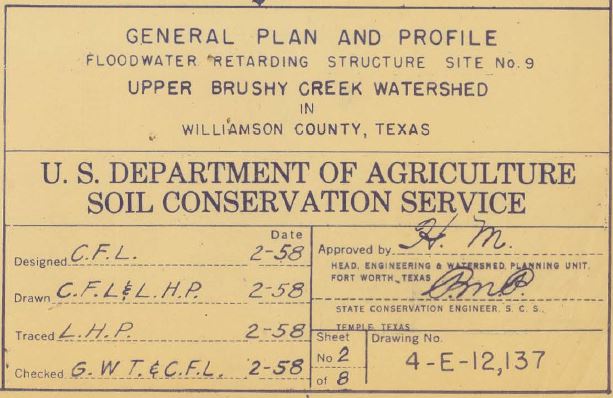 GENERAL PLAN AND PROFILE
FLOODWATER RETARDING STRUCTURE SITE No. 9
UPPER BRUSHY CREEK WATERSHED
IN
WILLIAMSON COUNTY, TEXAS
U. S. DEPARTMENT OF AGRICULTURE
SOIL CONSERVATION SERVICE
Date
Designed C.F.L. 2-58
Drawn C.F.L & L.H.P. 2-58
Traced L.H.P. 2-58
Checked G.W T. & C.F.L. 2-58
Approved by H. M.
HEAD, ENGINEERING & WATERSHED PLANNING UNIT,
FORT WORTH, TEXAS
STATE CONSERVATION ENGINEER, S. C. S.,
TEMPLE, TEXAS
Sheet
No 2
of 8
Drawing No.
4-E-12,137